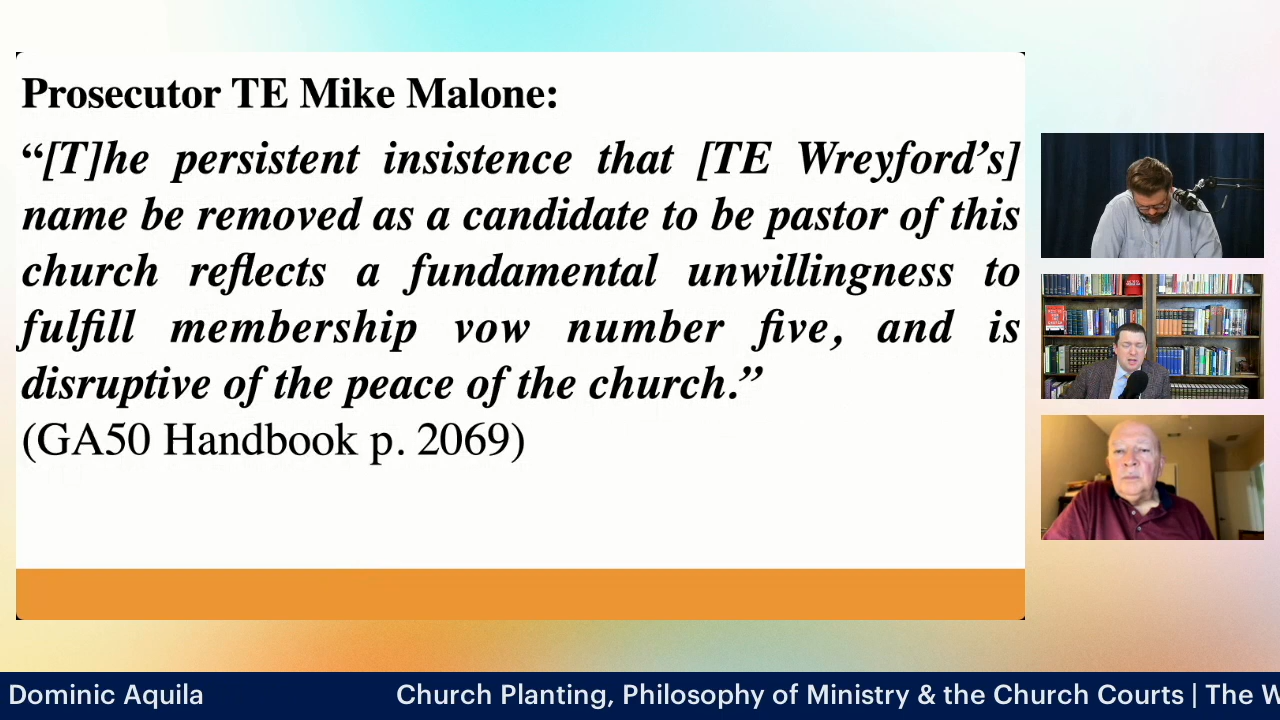 Prosecutor TE Mike Malone:
“[T]he persistent insistence that [TE Wreyford’s]
name be removed as a candidate to be pastor of this
church reflects a fundamental unwillingness to
fulfill membership vow number five, and is
disruptive of the peace of the church.”
(GA50 Handbook p. 2069)
Dominic Aquila
Church Planting, Philosophy of Ministry & the Church Courts | The W